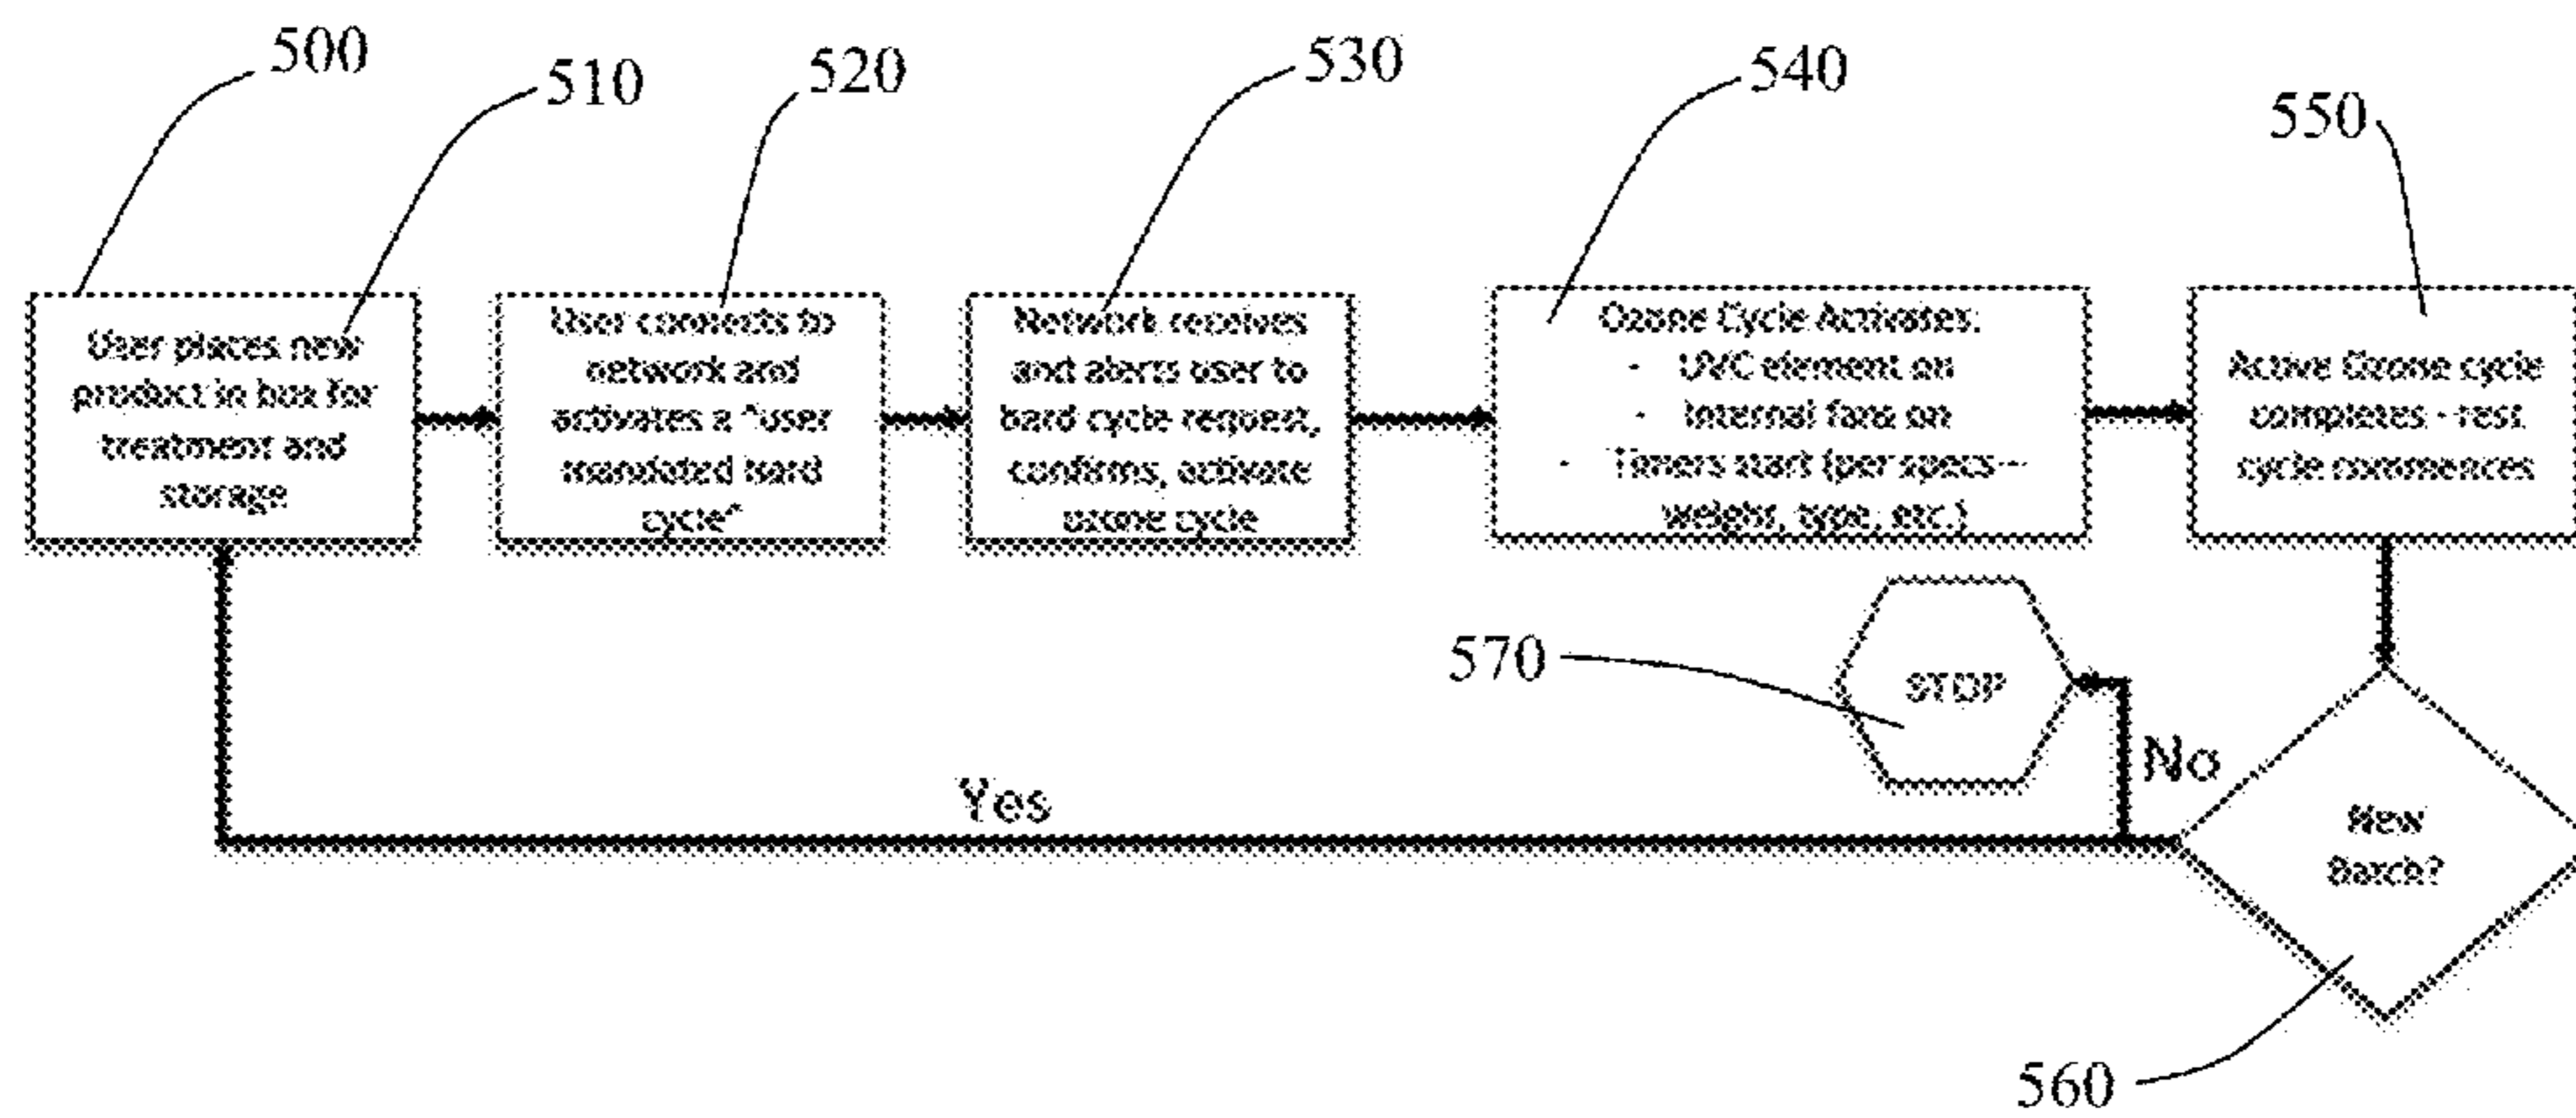 500
510
520
530
540
550
User places new
product in box for
treatment and
storage
User connects to
network and
activates a "user
mandated hard
cycle"
Network receives
and alerts user to
hard cycle request,
confirms, activate
ozone cycle
Ozone Cycle Activates:
- UVC element on
- Internal fans on
- Timers start (per specs—
weight, type, etc.)
Active Ozone cycle
completes - rest
cycle commences
570
STOP
No
Yes
New
Batch?
560